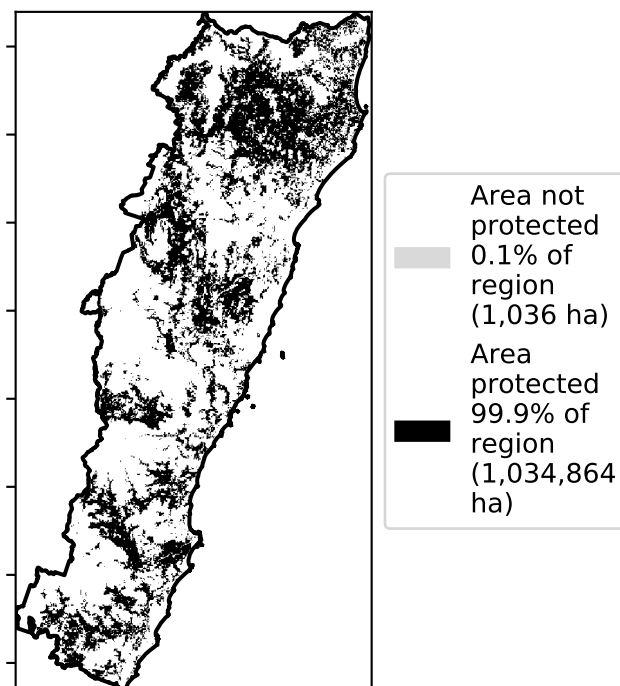 Area not
protected
0.1% of
region
(1,036 ha)
Area
protected
99.9% of
region
(1,034,864
ha)